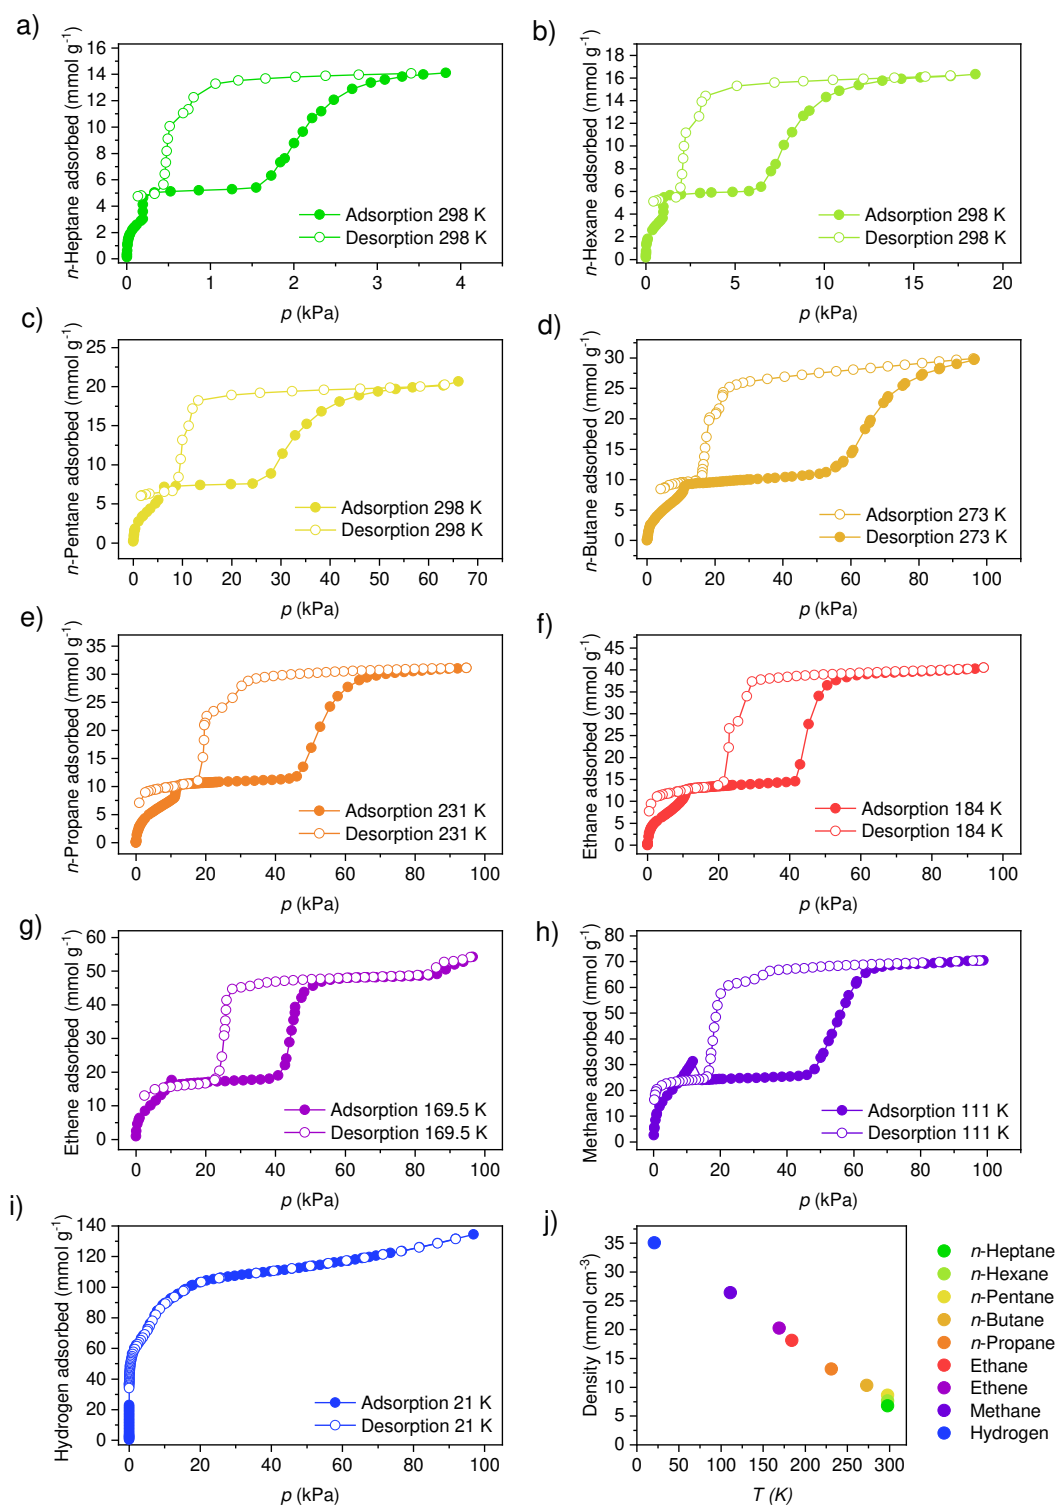 a)
n-Heptane adsorbed (mmol g-1)
16
14
12
10
8
6
4
2
0
Adsorption 298 K
Desorption 298 K
0 1 2 3 4
p (kPa)
b)
n-Hexane adsorbed (mmol g-1)
18
16
14
12
10
8
6
4
2
0
Adsorption 298 K
Desorption 298 K
0 5 10 15 20
p (kPa)
c)
n-Pentane adsorbed (mmol g-1)
25
20
15
10
5
0
Adsorption 298 K
Desorption 298 K
0 10 20 30 40 50 60 70
p (kPa)
d)
n-Butane adsorbed (mmol g-1)
30
25
20
15
10
5
0
Adsorption 273 K
Desorption 273 K
0 20 40 60 80 100
p (kPa)
e)
n-Propane adsorbed (mmol g-1)
35
30
25
20
15
10
5
0
Adsorption 231 K
Desorption 231 K
0 20 40 60 80 100
p (kPa)
f)
Ethane adsorbed (mmol g-1)
45
40
35
30
25
20
15
10
5
0
Adsorption 184 K
Desorption 184 K
0 20 40 60 80 100
p (kPa)
g)
Ethene adsorbed (mmol g-1)
60
50
40
30
20
10
0
Adsorption 169.5 K
Desorption 169.5 K
0 20 40 60 80 100
p (kPa)
h)
Methane adsorbed (mmol g-1)
80
70
60
50
40
30
20
10
0
Adsorption 111 K
Desorption 111 K
0 20 40 60 80 100
p (kPa)
i)
Hydrogen adsorbed (mmol g-1)
140
120
100
80
60
40
20
0
Adsorption 21 K
Desorption 21 K
0 20 40 60 80 100
p (kPa)
j)
Density (mmol cm-3)
35
30
25
20
15
10
5
0
0 50 100 150 200 250 300
T (K)
n-Heptane
n-Hexane
n-Pentane
n-Butane
n-Propane
Ethane
Ethene
Methane
Hydrogen